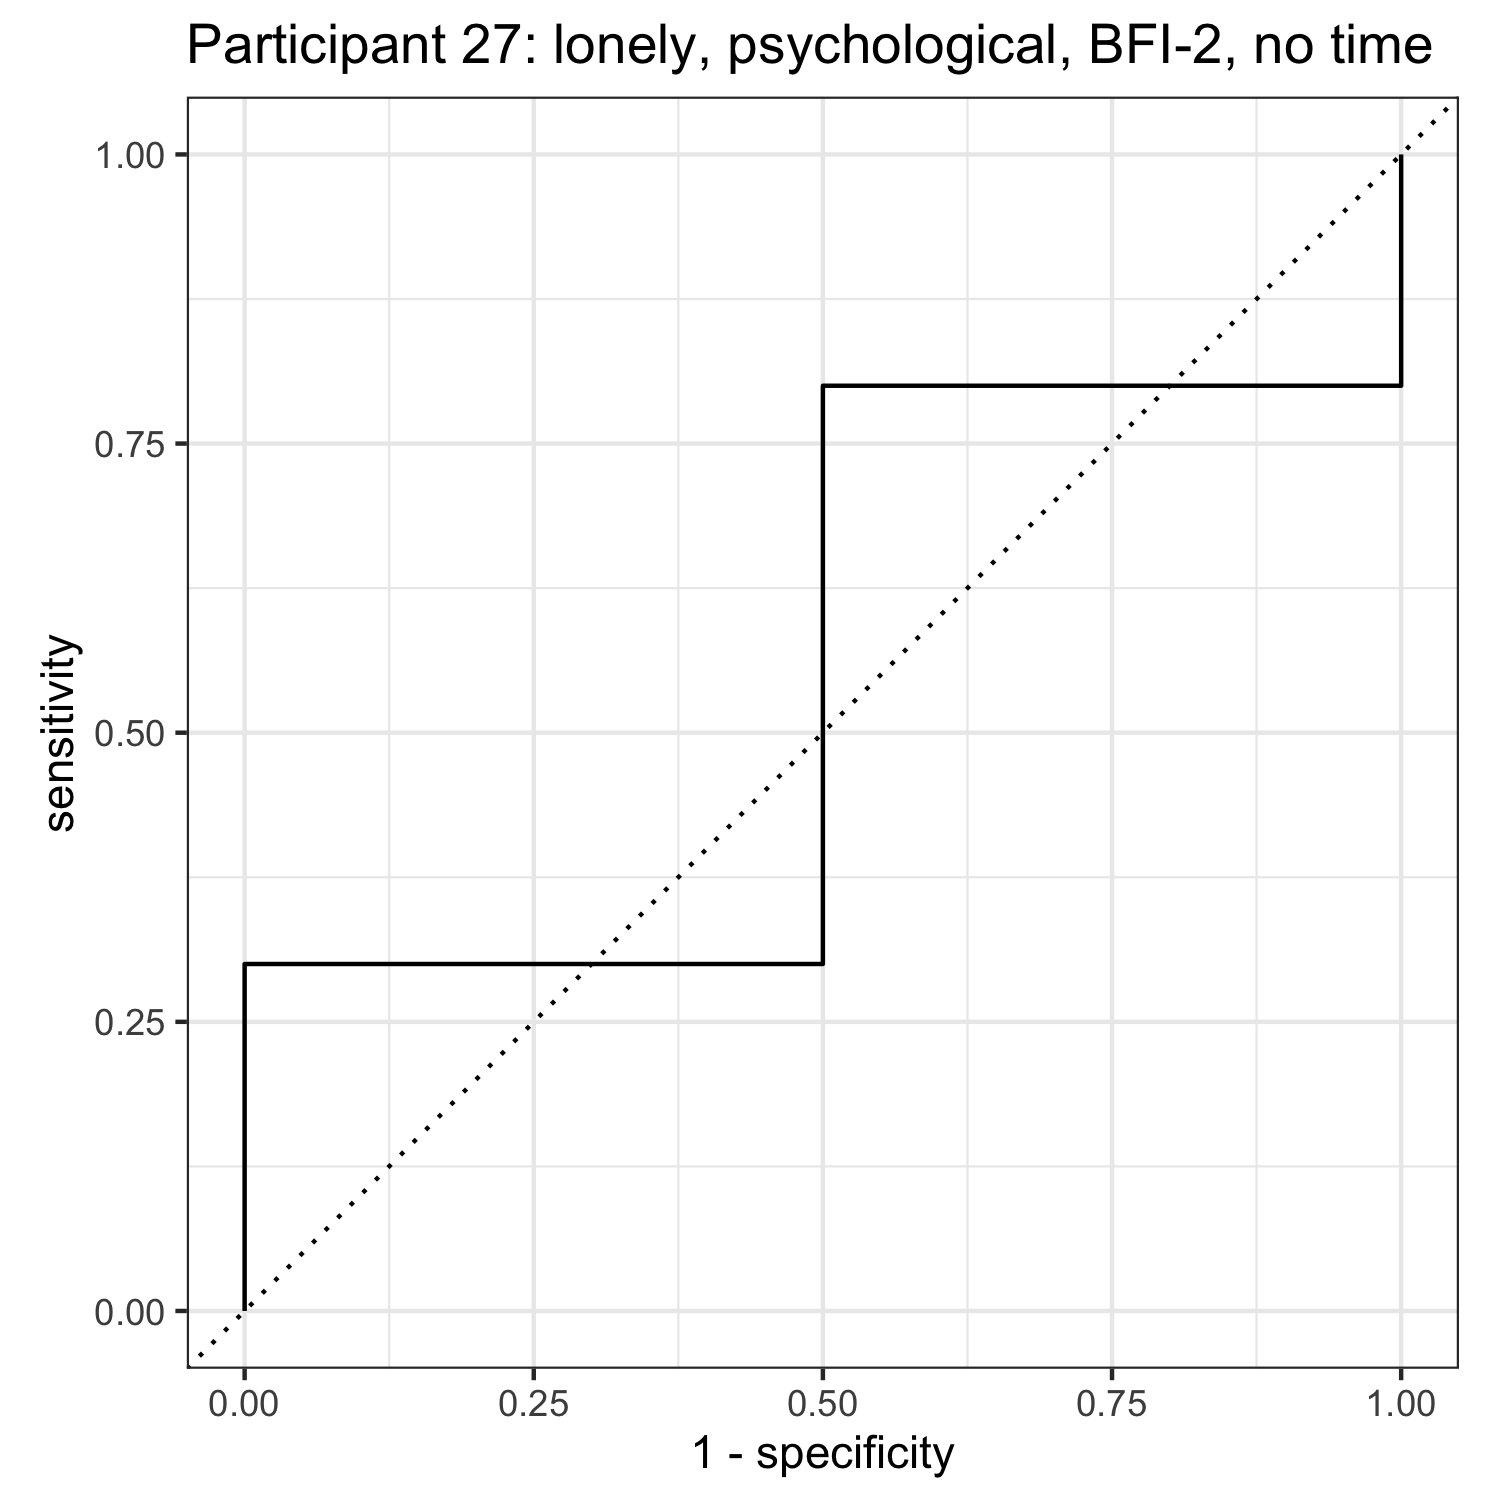 Participant 27: lonely, psychological, BFI-2, no time
1.00
0.75
0.50
0.25
0.00
sensitivity
0.00 0.25 0.50 0.75 1.00
1 - specificity